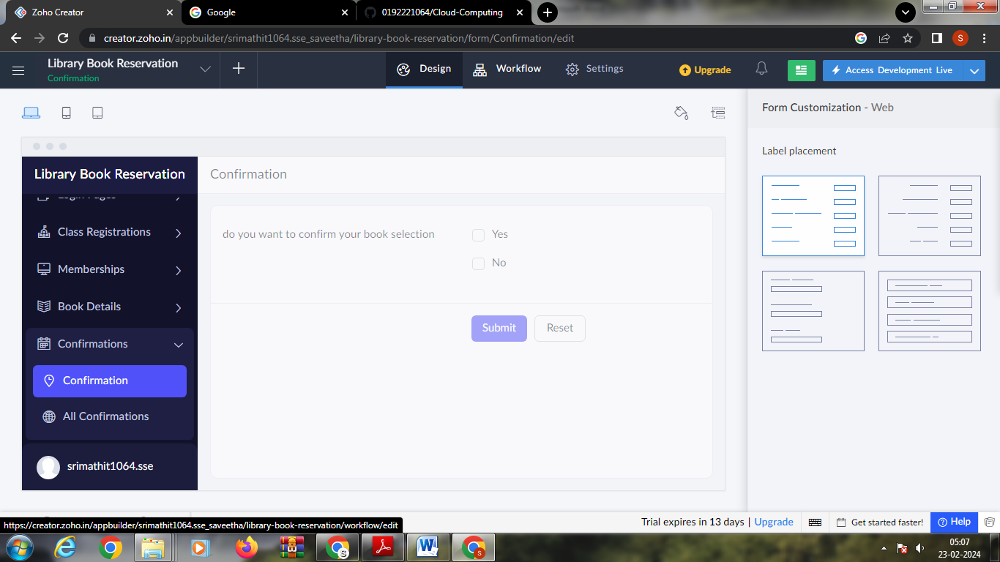 Zoho Creator
Google
0192221064/Cloud-Computing
creator.zoho.in/appbuilder/srimathit1064.sse_saveetha/library-book-reservation/form/Confirmation/edit
S
Library Book Reservation
Confirmation
Design
Workflow
Settings
Upgrade
Access Development Live
Form Customization - Web
Label placement
Library Book Reservation
Confirmation
Login Pages
Class Registrations
Memberships
Book Details
Confirmations
Confirmation
All Confirmations
srimathit1064.sse
do you want to confirm your book selection
Yes
No
Submit
Reset
https://creator.zoho.in/appbuilder/srimathit1064.sse_saveetha/library-book-reservation/workflow/edit
Trial expires in 13 days | Upgrade
Get started faster!
Help
05:07
23-02-2024